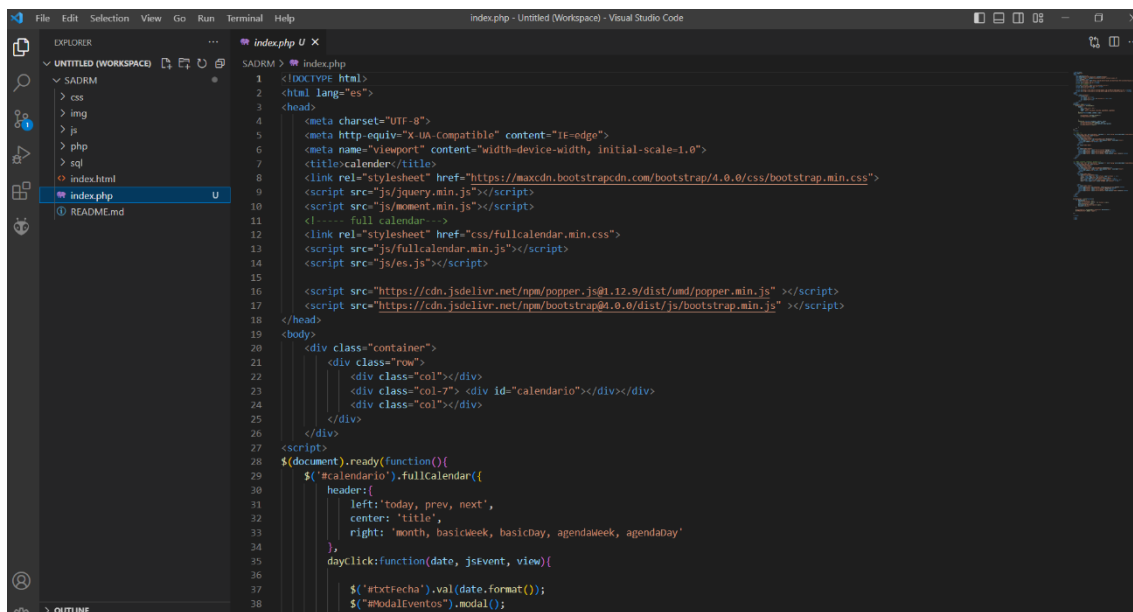 File Edit Selection View Go Run Terminal Help
index.php - Untitled (Workspace) - Visual Studio Code
EXPLORER
UNTITLED (WORKSPACE)
SADRM
css
img
js
php
sql
index.html
index.php U
README.md
OUTLINE
1
index.php U
SADRM > index.php
1 <!DOCTYPE html>
2 <html lang="es">
3 <head>
4 <meta charset="UTF-8">
5 <meta http-equiv="X-UA-Compatible" content="IE=edge">
6 <meta name="viewport" content="width=device-width, initial-scale=1.0">
7 <title>calender</title>
8 <link rel="stylesheet" href="https://maxcdn.bootstrapcdn.com/bootstrap/4.0.0/css/bootstrap.min.css">
9 <script src="js/jquery.min.js"></script>
10 <script src="js/moment.min.js"></script>
11 <!----- full calendar--->
12 <link rel="stylesheet" href="css/fullcalendar.min.css">
13 <script src="js/fullcalendar.min.js"></script>
14 <script src="js/es.js"></script>
15
16 <script src="https://cdn.jsdelivr.net/npm/popper.js@1.12.9/dist/umd/popper.min.js" ></script>
17 <script src="https://cdn.jsdelivr.net/npm/bootstrap@4.0.0/dist/js/bootstrap.min.js" ></script>
18 </head>
19 <body>
20 <div class="container">
21 <div class="row">
22 <div class="col"></div>
23 <div class="col-7"> <div id="calendario"></div></div>
24 <div class="col"></div>
25 </div>
26 </div>
27 <script>
28 $(document).ready(function(){
29 $('#calendario').fullCalendar({
30 header:{
31 left:'today, prev, next',
32 center: 'title',
33 right: 'month, basicWeek, basicDay, agendaWeek, agendaDay'
34 },
35 dayClick:function(date, jsEvent, view){
36
37 $('#txtFecha').val(date.format());
38 $("#ModalEventos").modal();